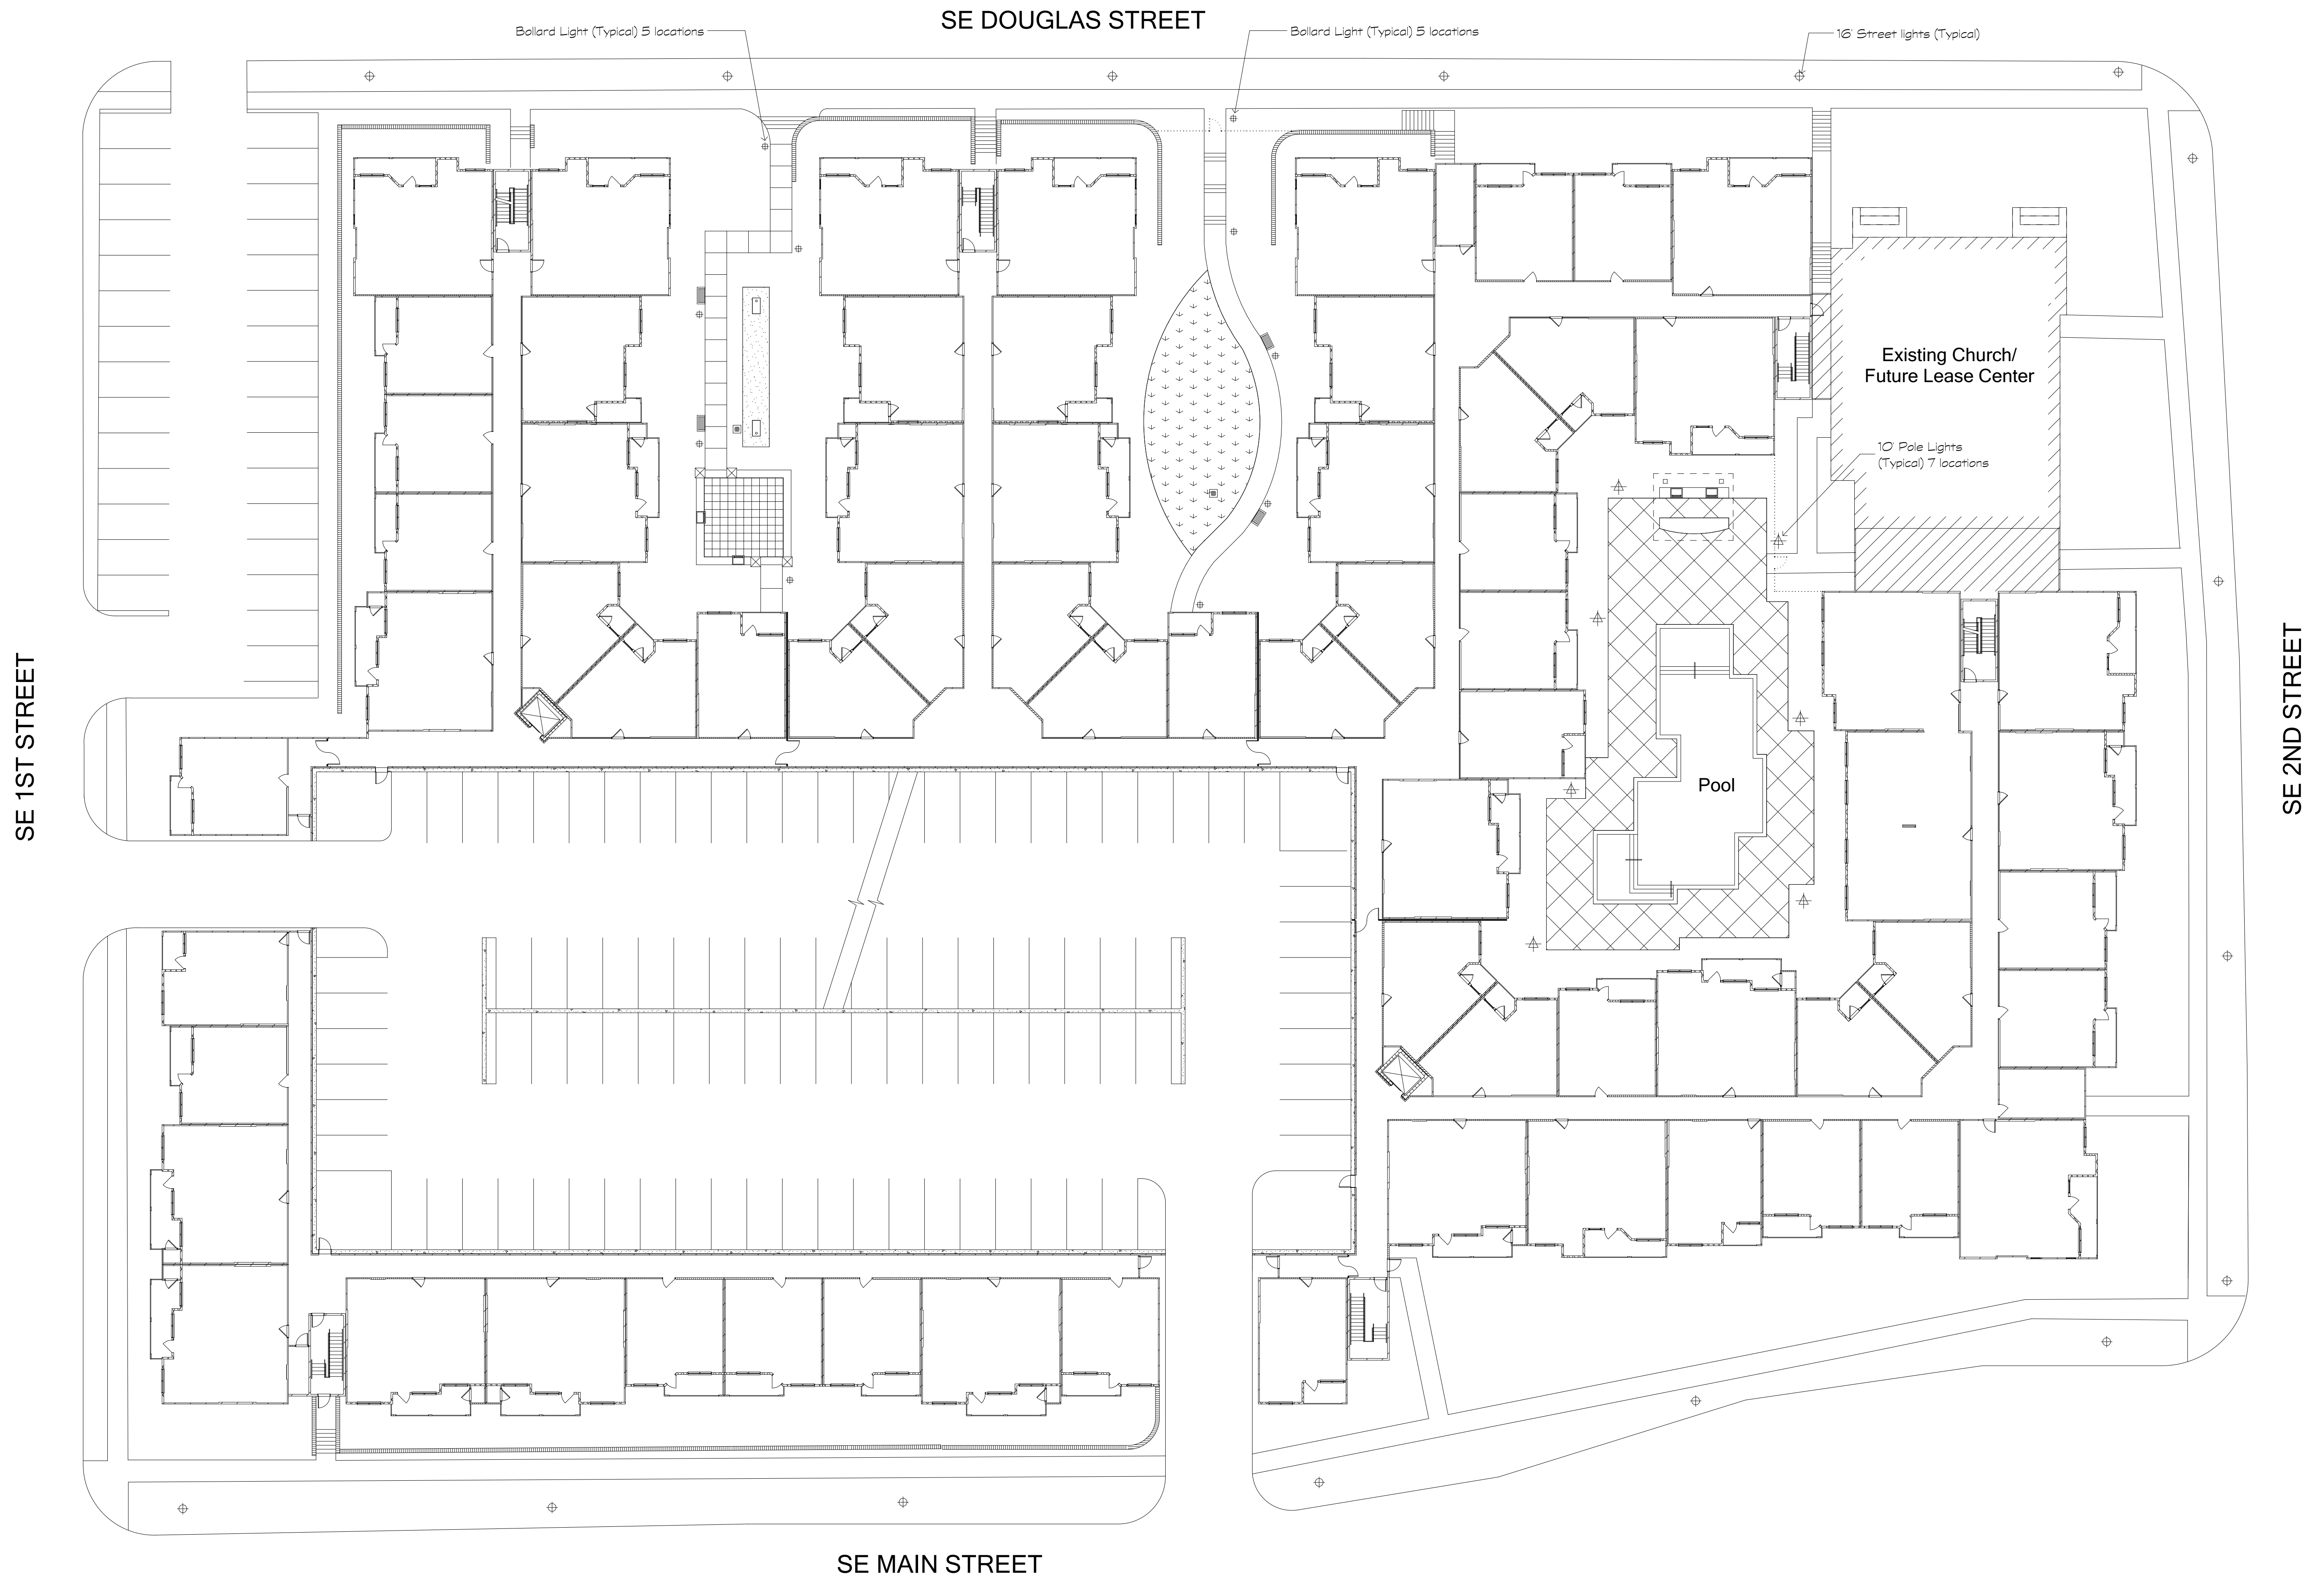 SE DOUGLAS STREET
Bollard Light (Typical) 5 locations
Bollard Light (Typical) 5 locations
16' Street lights (Typical)
Existing Church/
Future Lease Center
10' Pole Lights
(Typical) 7 locations
SE 1ST STREET
SE 2ND STREET
Pool
SE MAIN STREET